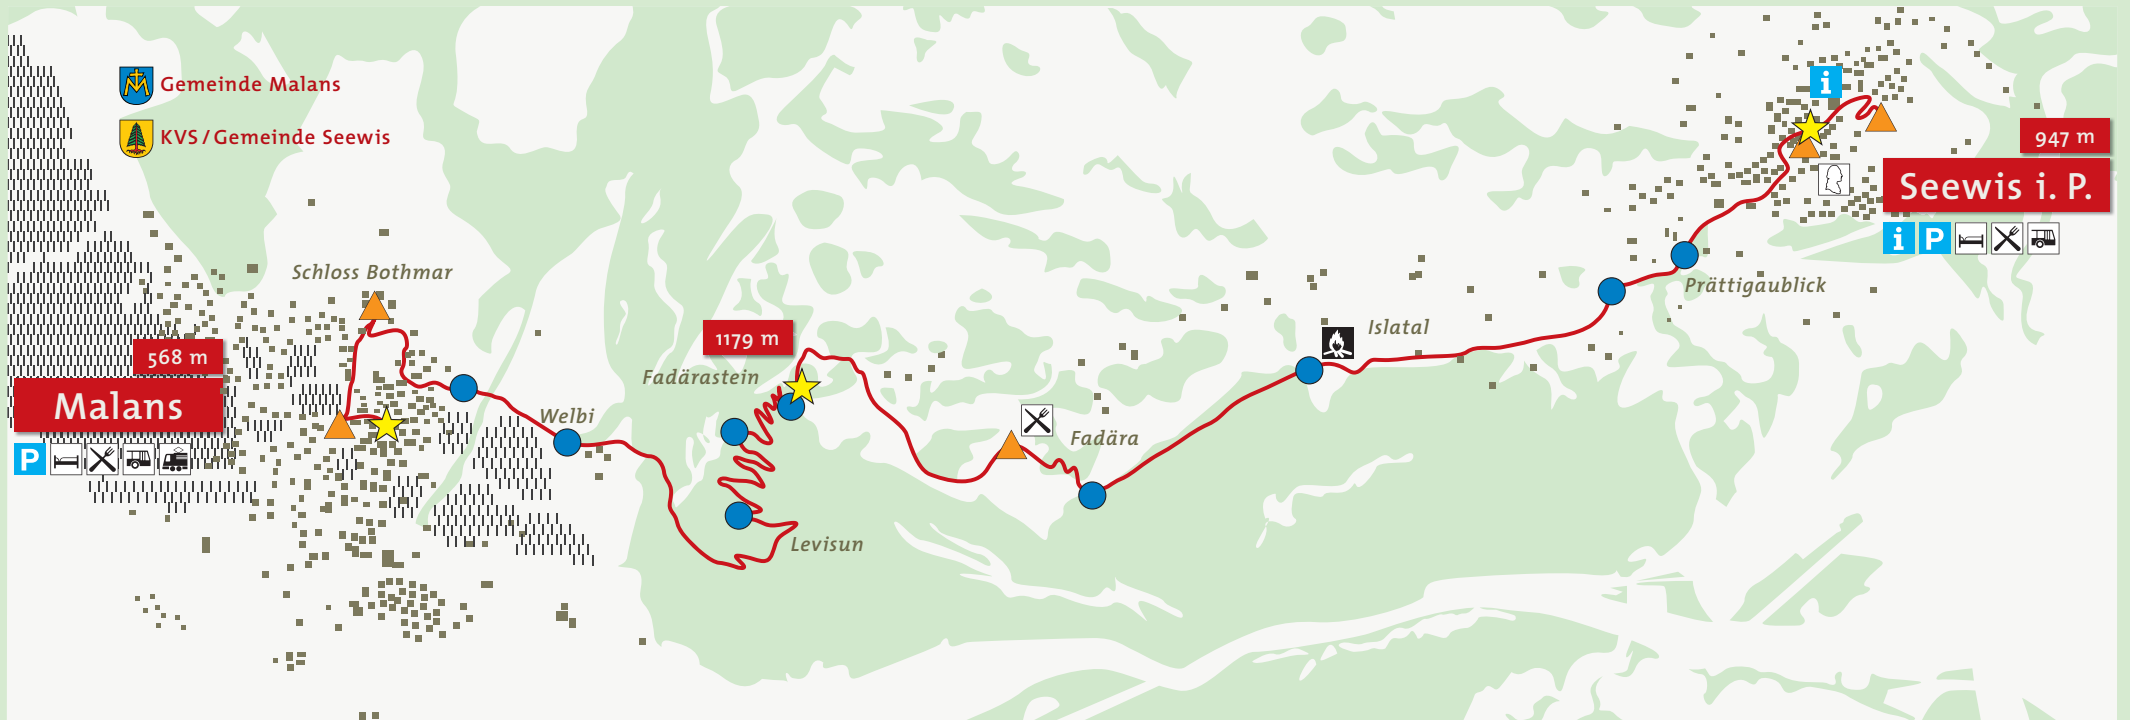 Gemeinde Malans
KVS / Gemeinde Seewis
i
947 m
Seewis i. P.
i P
Schloss Bothmar
Prättigaublick
1179 m
Islatal
568 m
Malans
Fadärastein
Welbi
Fadära
P
Levisun